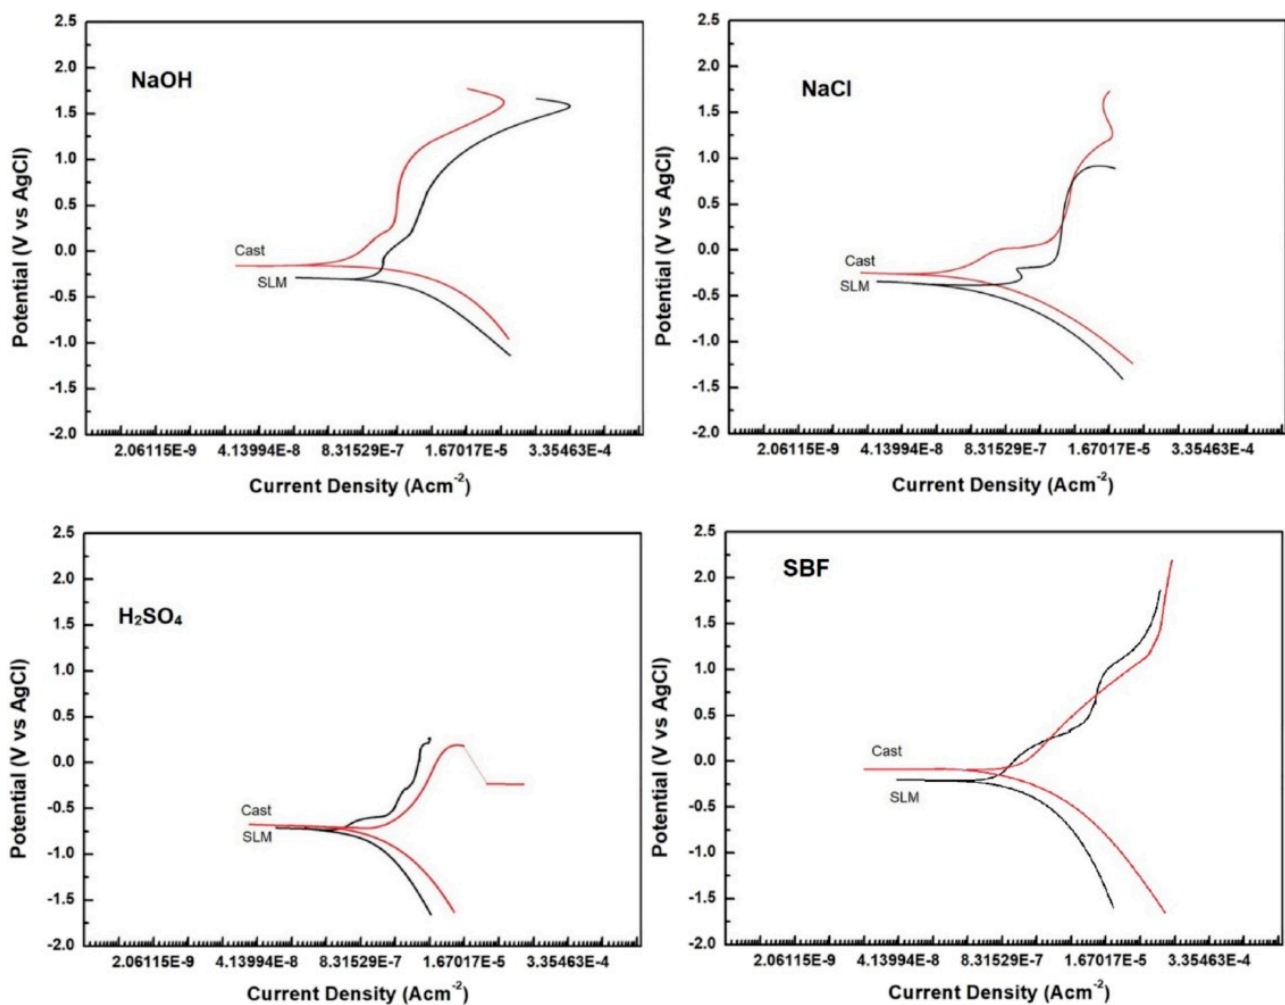 NaOH
Potential (V vs AgCl)
2.5
2.0
1.5
1.0
0.5
0.0
-0.5
-1.0
-1.5
-2.0
Cast
SLM
2.06115E-9 4.13994E-8 8.31529E-7 1.67017E-5 3.35463E-4
Current Density (Acm-2)
NaCl
Potential (V vs AgCl)
2.5
2.0
1.5
1.0
0.5
0.0
-0.5
-1.0
-1.5
-2.0
Cast
SLM
2.06115E-9 4.13994E-8 8.31529E-7 1.67017E-5 3.35463E-4
Current Density (Acm-2)
H2SO4
Potential (V vs AgCl)
2.5
2.0
1.5
1.0
0.5
0.0
-0.5
-1.0
-1.5
-2.0
Cast
SLM
2.06115E-9 4.13994E-8 8.31529E-7 1.67017E-5 3.35463E-4
Current Density (Acm-2)
SBF
Potential (V vs AgCl)
2.5
2.0
1.5
1.0
0.5
0.0
-0.5
-1.0
-1.5
-2.0
Cast
SLM
2.06115E-9 4.13994E-8 8.31529E-7 1.67017E-5 3.35463E-4
Current Density (Acm-2)